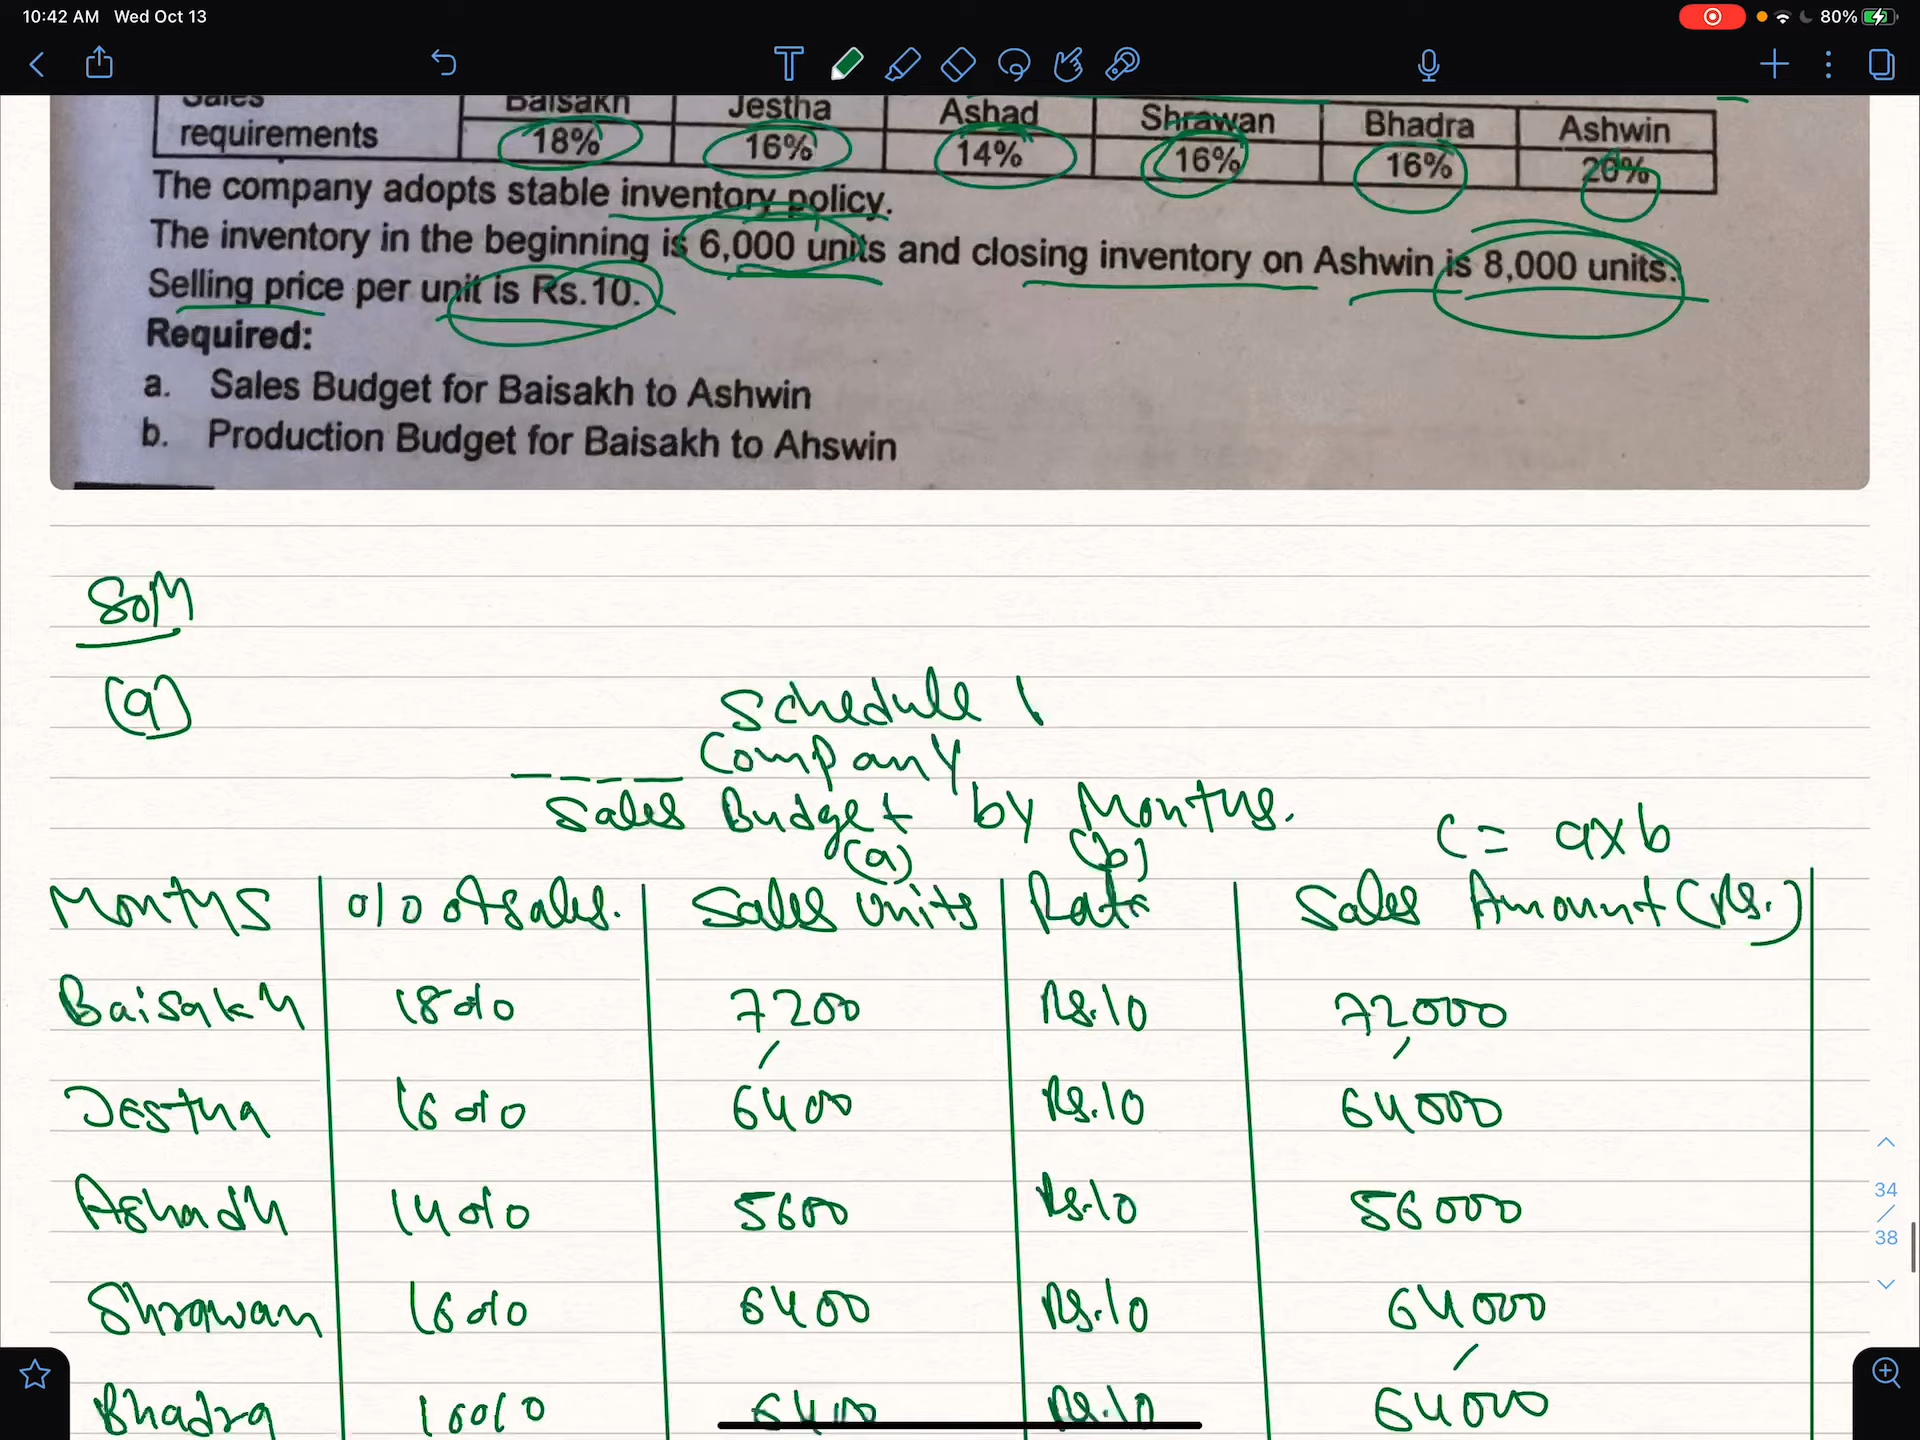 10:42 AM Wed Oct 13 80%
Sales Baisakh Jestha Ashad Shrawan Bhadra Ashwin
requirements 18% 16% 14% 16% 16% 20%
The company adopts stable inventory policy.
The inventory in the beginning is 6,000 units and closing inventory on Ashwin is 8,000 units.
Selling price per unit is Rs.10.
Required:
a. Sales Budget for Baisakh to Ashwin
b. Production Budget for Baisakh to Ahswin
Soln
(a) Schedule 1
---- Company
Sales Budget by Months.
(a) (b) C = a×b
Months % of sales. Sales Units Rate Sales Amount (Rs.)
Baisakh 18% 7200 Rs.10 72000
Jestha 16% 6400 Rs.10 64000
Ashadh 14% 5600 Rs.10 56000
Shrawan 16% 6400 Rs.10 64000
Bhadra 16% 6400 Rs.10 64000
34
/
38